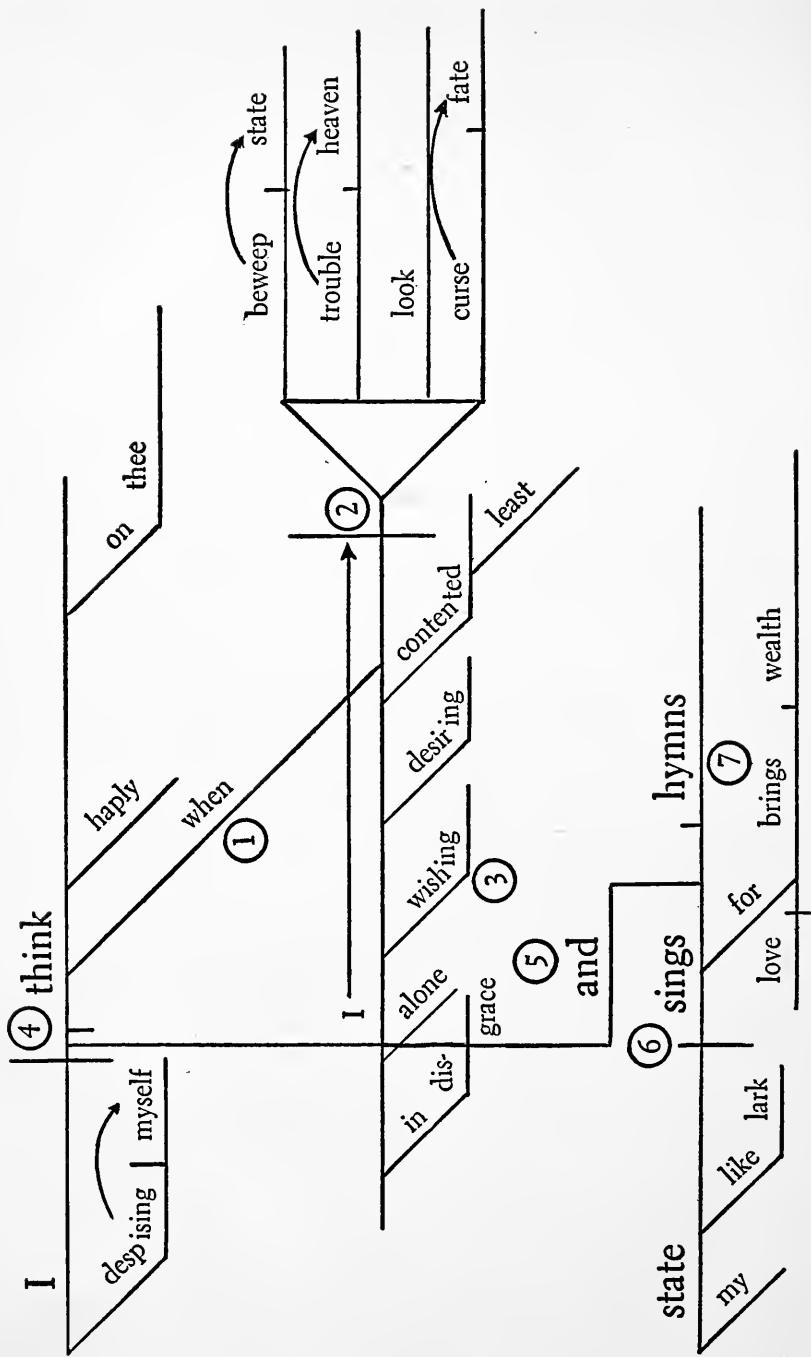 I
4
think
despising
myself
haply
on
thee
1
when
I
2
in
dis-
grace
alone
wishing
3
desiring
contented
least
beweep
state
trouble
heaven
look
curse
fate
5
and
state
6
sings
hymns
my
like
lark
for
7
love
brings
wealth